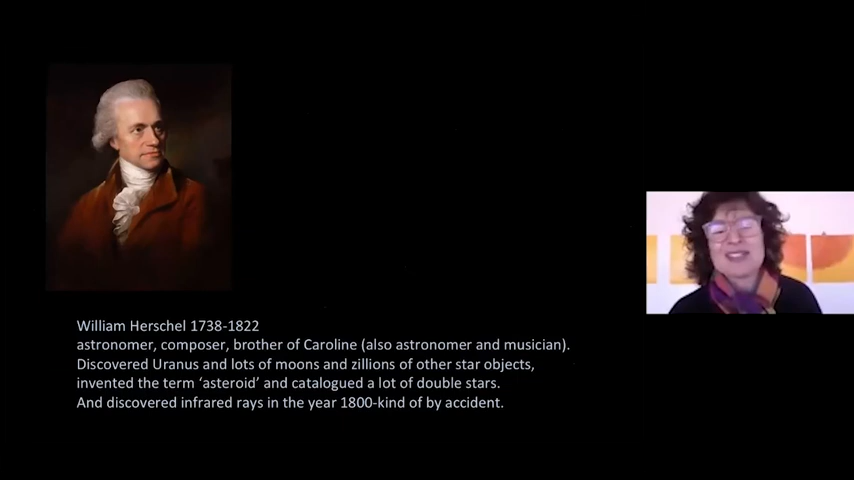 William Herschel 1738-1822
astronomer, composer, brother of Caroline (also astronomer and musician).
Discovered Uranus and lots of moons and zillions of other star objects,
invented the term ‘asteroid’ and catalogued a lot of double stars.
And discovered infrared rays in the year 1800-kind of by accident.